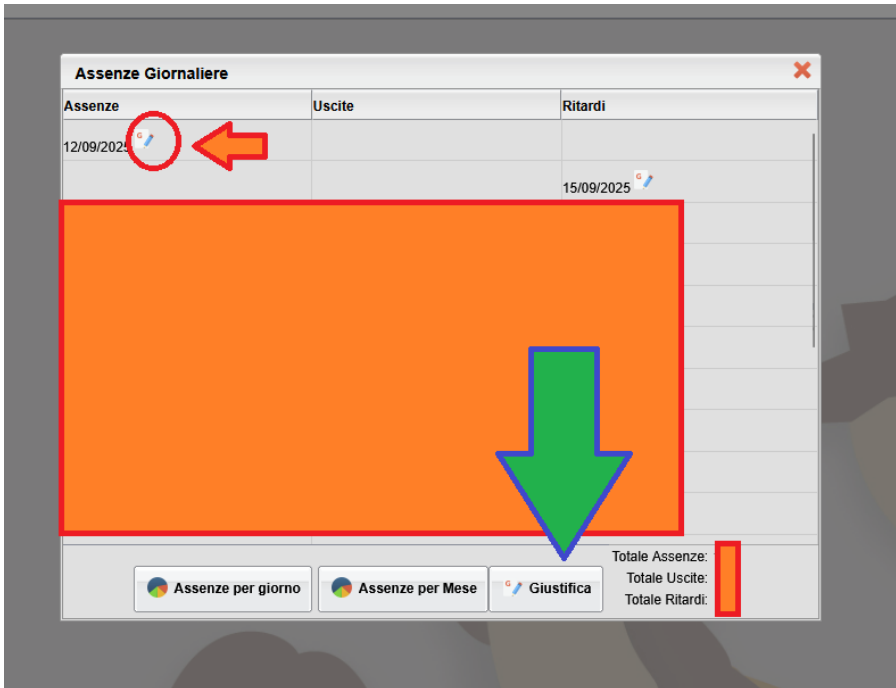 Assenze Giornaliere
Assenze Uscite Ritardi
12/09/2025 G
15/09/2025 G
Totale Assenze:
Totale Uscite:
Totale Ritardi:
Assenze per giorno Assenze per Mese G Giustifica